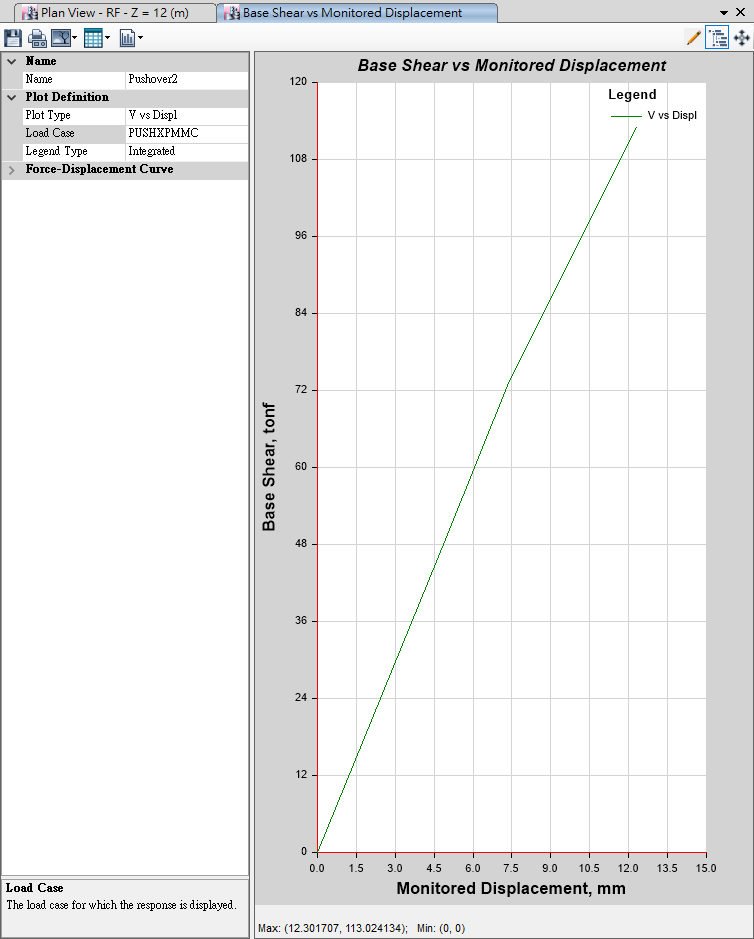 Plan View - RF - Z = 12 (m)
Base Shear vs Monitored Displacement
Name
Name Pushover2
Plot Definition
Plot Type V vs Displ
Load Case PUSHXPMMC
Legend Type Integrated
Force-Displacement Curve
Load Case
The load case for which the response is displayed.
Base Shear vs Monitored Displacement
Legend
V vs Displ
Base Shear, tonf
120
108
96
84
72
60
48
36
24
12
0
0.0 1.5 3.0 4.5 6.0 7.5 9.0 10.5 12.0 13.5 15.0
Monitored Displacement, mm
Max: (12.301707, 113.024134); Min: (0, 0)